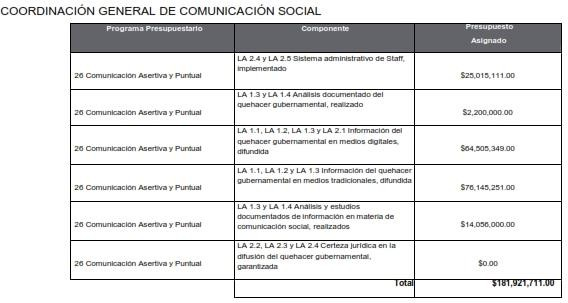 COORDINACIÓN GENERAL DE COMUNICACIÓN SOCIAL
Programa Presupuestario
Componente
Presupuesto
Asignado
26 Comunicación Asertiva y Puntual
LA 2.4 y LA 2.5 Sistema administrativo de Staff,
implementado
$25,015,111.00
26 Comunicación Asertiva y Puntual
LA 1.3 y LA 1.4 Análisis documentado del
quehacer gubernamental, realizado
$2,200,000.00
26 Comunicación Asertiva y Puntual
LA 1.1, LA 1.2, LA 1.3 y LA 2.1 Información del
quehacer gubernamental en medios digitales,
difundida
$64,505,349.00
26 Comunicación Asertiva y Puntual
LA 1.1, LA 1.2 y LA 1.3 Información del quehacer
gubernamental en medios tradicionales, difundida
$76,145,251.00
26 Comunicación Asertiva y Puntual
LA 1.3 y LA 1.4 Análisis y estudios
documentados de información en materia de
comunicación social, realizados
$14,056,000.00
26 Comunicación Asertiva y Puntual
LA 2.2, LA 2.3 y LA 2.4 Certeza jurídica en la
difusión del quehacer gubernamental,
garantizada
$0.00
Total
$181,921,711.00